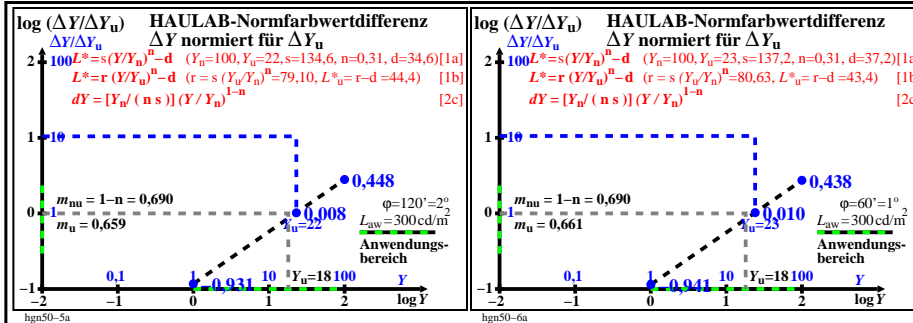 log (ΔY/ΔYu)
HAULAB-Normfarbwertdifferenz
ΔY/ΔYu
ΔY normiert für ΔYu
2
100
L*=s(Y/Yn)^n−d (Yn=100, Yu=22,s=134,6, n=0,31, d=34,6)[1a]
L*=r (Y/Yu)^n−d (r = s (Yu/Yn)^n=79,10, L*u= r−d =44,4) [1b]
dY = [Yn/ ( n s )] (Y / Yn)^1−n [2c]
1
10
0,448
mnu = 1−n = 0,690
φ=120'=2°
0
1
0,008
Yu=22
Law=300cd/m²
mu = 0,659
Anwendungs-
bereich
0,1
1
10
Yu=18
100
Y
−0,931
−1
−2
−1
0
1
2
log Y
hgn50−5a
log (ΔY/ΔYu)
HAULAB-Normfarbwertdifferenz
ΔY/ΔYu
ΔY normiert für ΔYu
2
100
L*=s(Y/Yn)^n−d (Yn=100, Yu=23,s=137,2, n=0,31, d=37,2)[1a
L*=r (Y/Yu)^n−d (r = s (Yu/Yn)^n=80,63, L*u= r−d =43,4) [1b
dY = [Yn/ ( n s )] (Y / Yn)^1−n [2c]
1
10
0,438
mnu = 1−n = 0,690
φ=60'=1°
0
1
0,010
Yu=23
Law=300cd/m²
mu = 0,661
Anwendungs-
bereich
0,1
1
10
Yu=18
100
Y
−0,941
−1
−2
−1
0
1
2
log Y
hgn50−6a